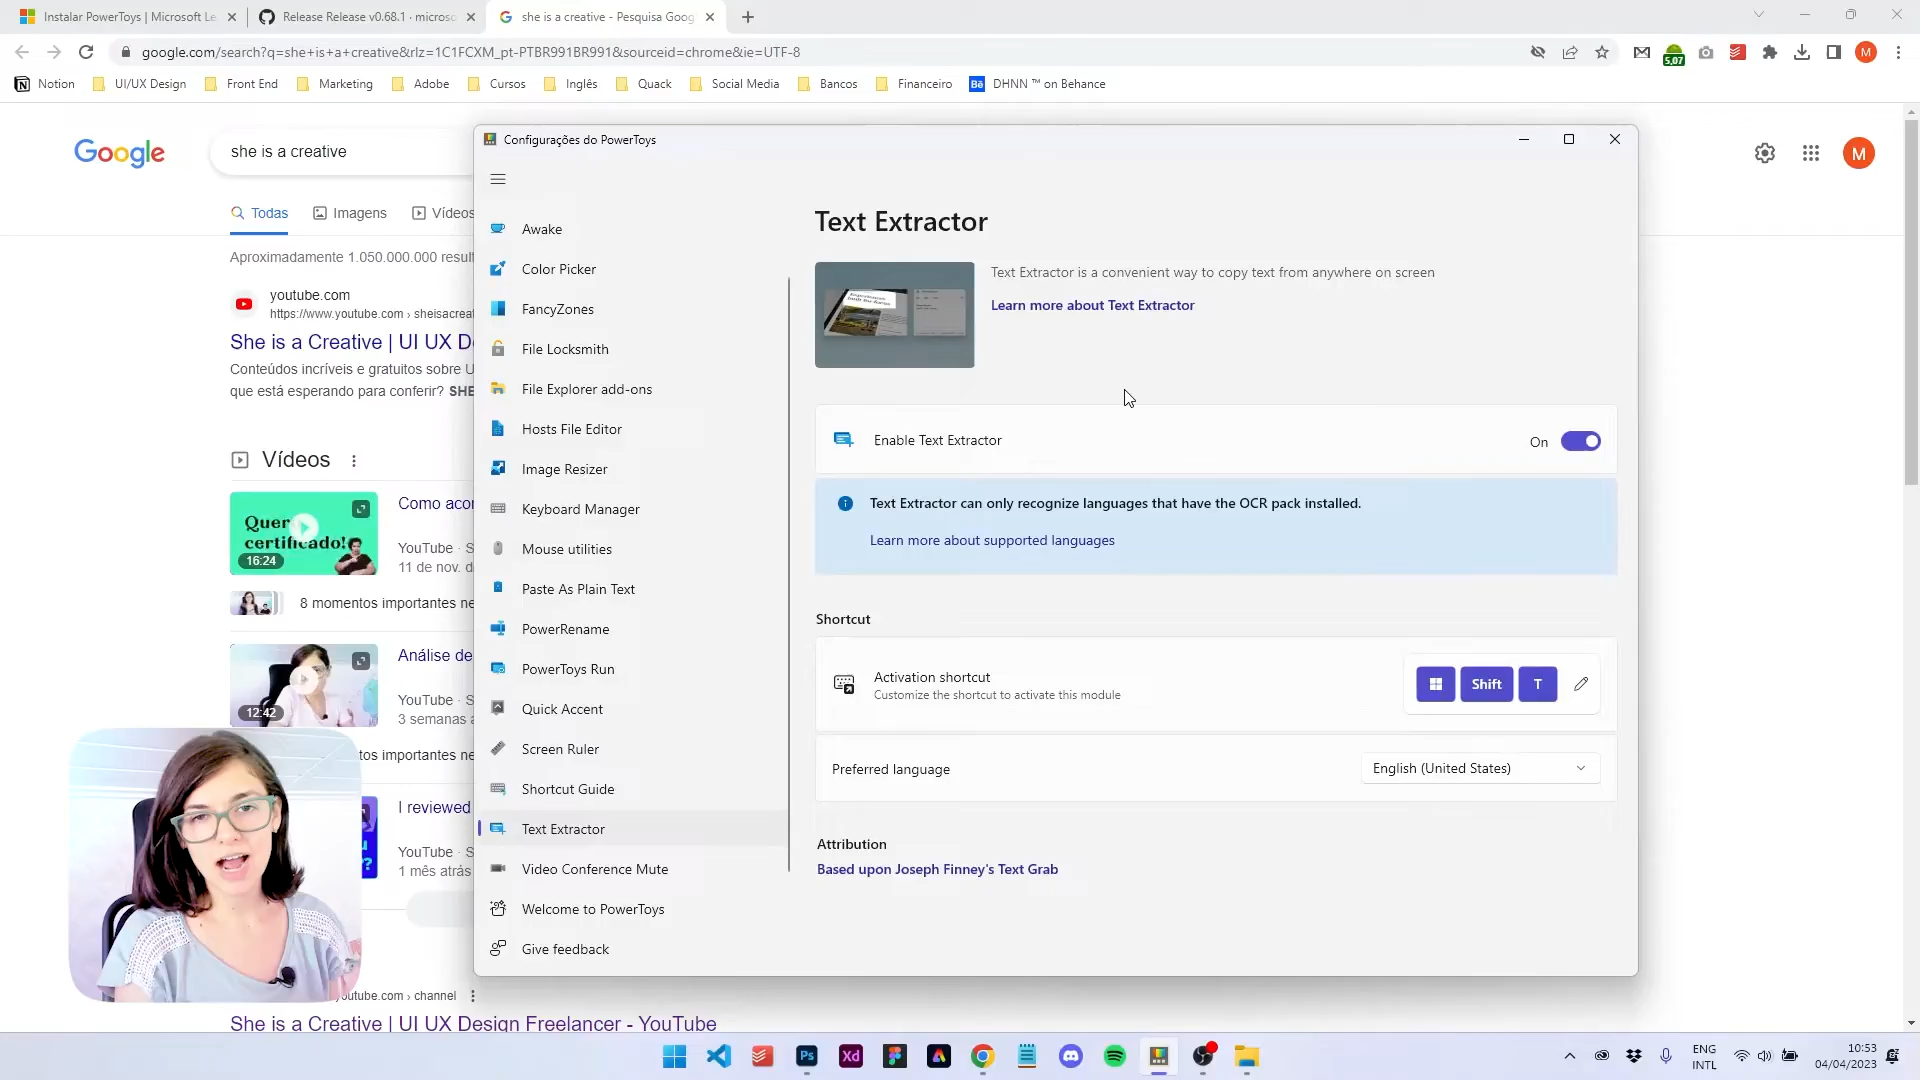 Instalar PowerToys | Microsoft Le
Release Release v0.68.1 · microso
she is a creative - Pesquisa Goog
google.com/search?q=she+is+a+creative&rlz=1C1FCXM_pt-PTBR991BR991&sourceid=chrome&ie=UTF-8
5,07
M
Notion
UI/UX Design
Front End
Marketing
Adobe
Cursos
Inglês
Quack
Social Media
Bancos
Financeiro
Bē DHNN ™ on Behance
Google
she is a creative
M
Todas
Imagens
Vídeos
Aproximadamente 1.050.000.000 result
youtube.com
https://www.youtube.com › sheisacrea
She is a Creative | UI UX De
Conteúdos incríveis e gratuitos sobre U
que está esperando para conferir? SHE
Vídeos
Quer
certificado!
16:24
Como aco
YouTube · S
11 de nov. d
8 momentos importantes ne
12:42
Análise de
YouTube · S
3 semanas a
tos importantes ne
I reviewed
YouTube · S
1 mês atrás
youtube.com › channel
She is a Creative | UI UX Design Freelancer - YouTube
Configurações do PowerToys
Awake
Color Picker
FancyZones
File Locksmith
File Explorer add-ons
Hosts File Editor
Image Resizer
Keyboard Manager
Mouse utilities
Paste As Plain Text
PowerRename
PowerToys Run
Quick Accent
Screen Ruler
Shortcut Guide
Text Extractor
Video Conference Mute
Welcome to PowerToys
Give feedback
Text Extractor
Text Extractor is a convenient way to copy text from anywhere on screen
Learn more about Text Extractor
Enable Text Extractor
On
Text Extractor can only recognize languages that have the OCR pack installed.
Learn more about supported languages
Shortcut
Activation shortcut
Customize the shortcut to activate this module
Shift
T
Preferred language
English (United States)
Attribution
Based upon Joseph Finney's Text Grab
Ps
Xd
ENG
INTL
10:53
04/04/2023